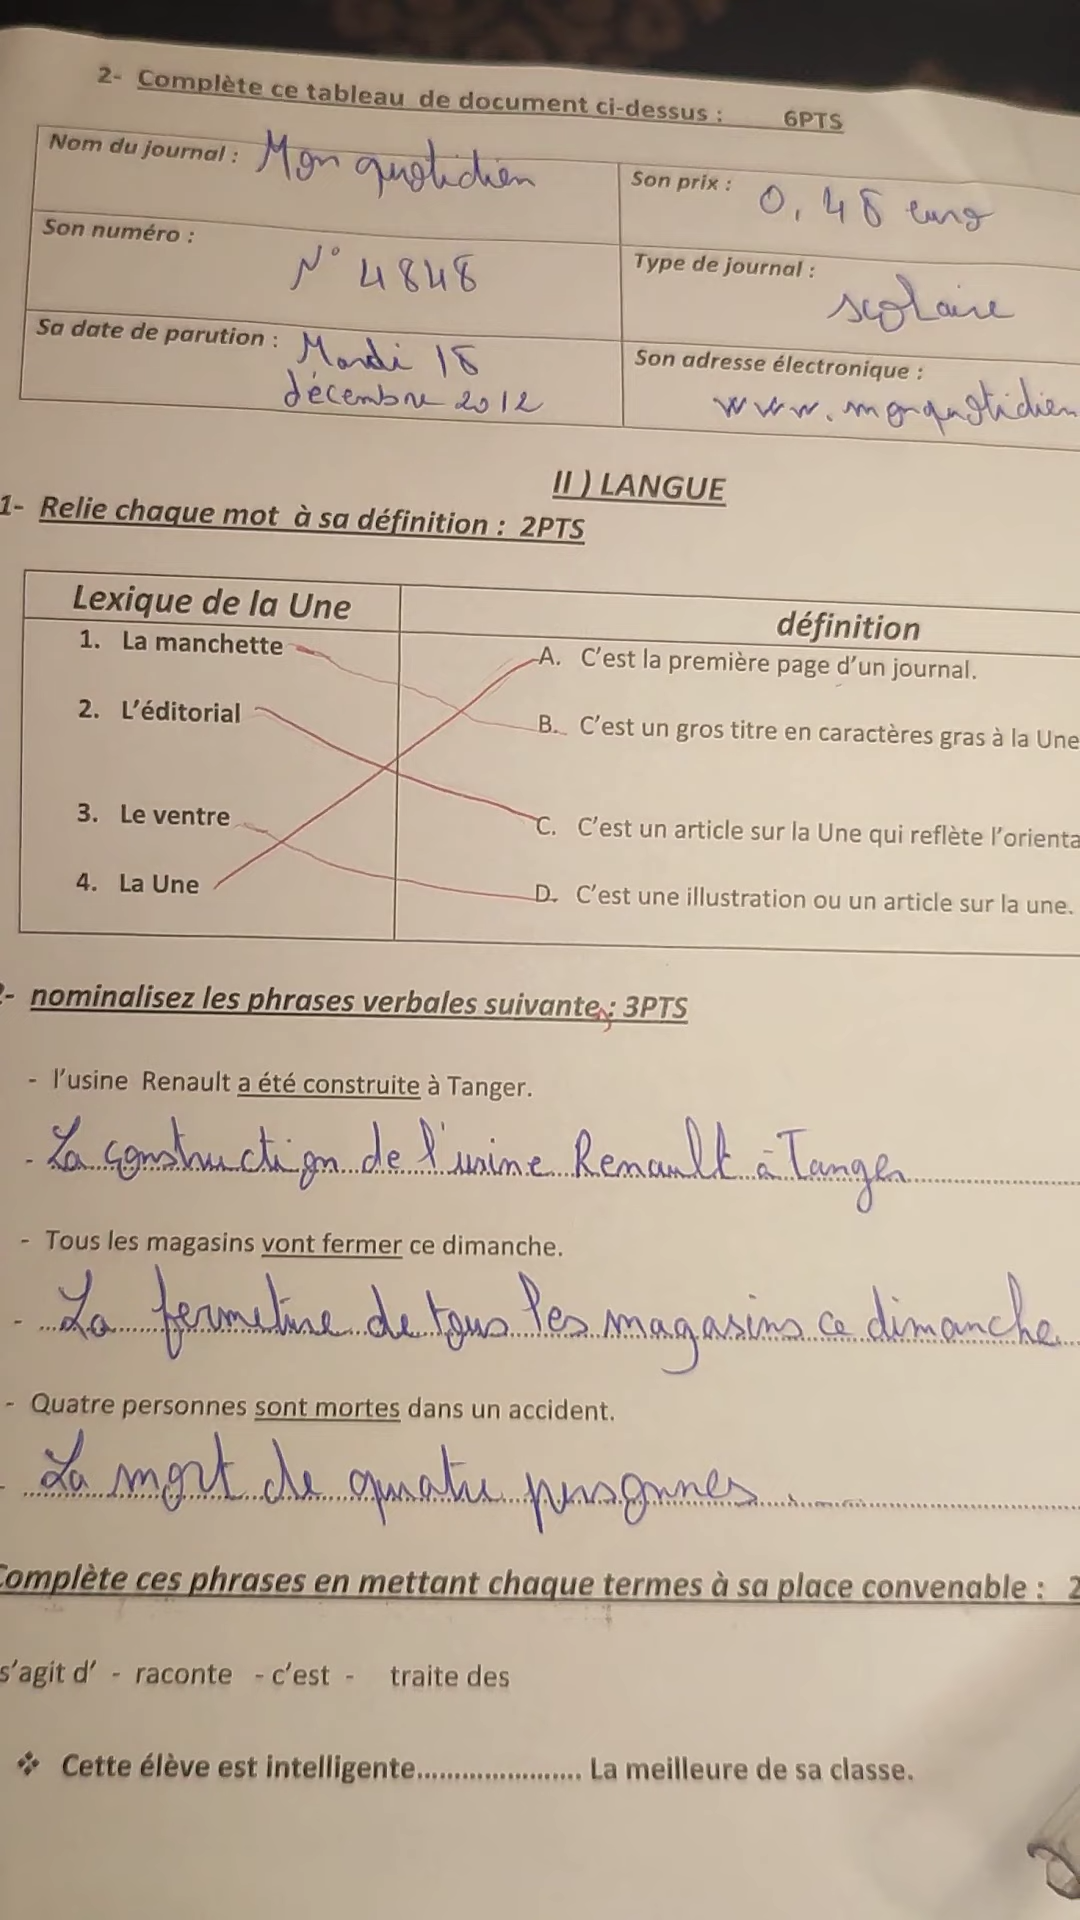 2- Complète ce tableau de document ci-dessus : 6PTS
Nom du journal : Mon quotidien
Son prix : 0,48 euro
Son numéro : N° 4848
Type de journal : scolaire
Sa date de parution : Mardi 18
décembre 2012
Son adresse électronique :
www.monquotidien
II ) LANGUE
1- Relie chaque mot à sa définition : 2PTS
Lexique de la Une
définition
1. La manchette
A. C'est la première page d'un journal.
2. L'éditorial
B. C'est un gros titre en caractères gras à la Une
3. Le ventre
C. C'est un article sur la Une qui reflète l'orienta
4. La Une
D. C'est une illustration ou un article sur la une.
2- nominalisez les phrases verbales suivante : 3PTS
- l'usine Renault a été construite à Tanger.
- La construction de l'usine Renault à Tanger
- Tous les magasins vont fermer ce dimanche.
- La fermeture de tous les magasins ce dimanche
- Quatre personnes sont mortes dans un accident.
- La mort de quatre personnes.
Complète ces phrases en mettant chaque termes à sa place convenable : 2
s'agit d' - raconte - c'est - traite des
❖ Cette élève est intelligente...................... La meilleure de sa classe.